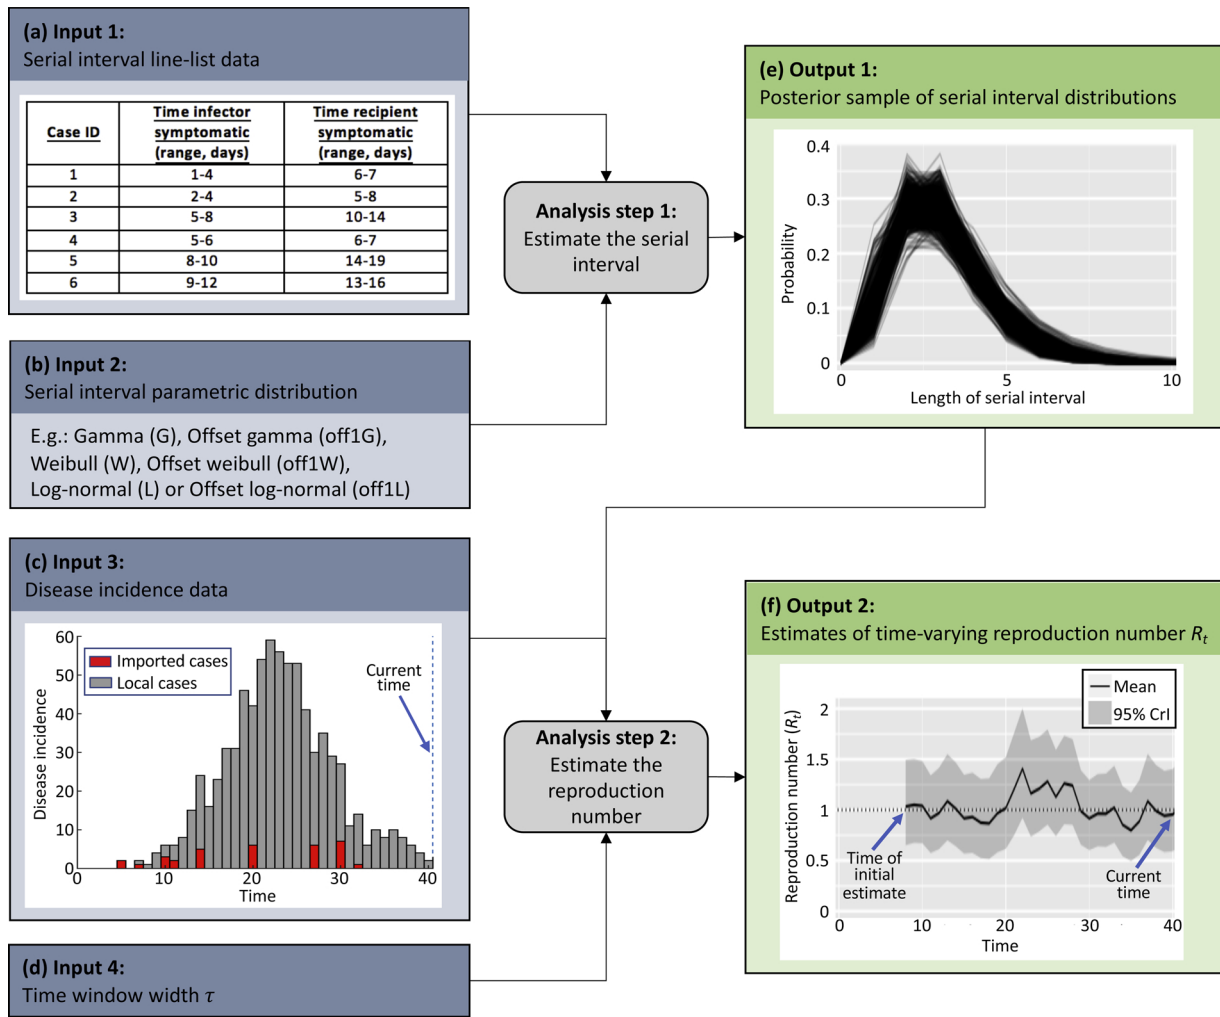 (a) Input 1:
Serial interval line-list data
Case ID
Time infector
symptomatic
(range, days)
Time recipient
symptomatic
(range, days)
1 1-4 6-7
2 2-4 5-8
3 5-8 10-14
4 5-6 6-7
5 8-10 14-19
6 9-12 13-16
(b) Input 2:
Serial interval parametric distribution
E.g.: Gamma (G), Offset gamma (off1G),
Weibull (W), Offset weibull (off1W),
Log-normal (L) or Offset log-normal (off1L)
(c) Input 3:
Disease incidence data
Disease incidence
60
50
40
30
20
10
0
Imported cases
Local cases
Current
time
0 10 20 30 40
Time
(d) Input 4:
Time window width τ
Analysis step 1:
Estimate the serial
interval
Analysis step 2:
Estimate the
reproduction
number
(e) Output 1:
Posterior sample of serial interval distributions
Probability
0.4
0.3
0.2
0.1
0
0 5 10
Length of serial interval
(f) Output 2:
Estimates of time-varying reproduction number Rt
Reproduction number (Rt)
2
1.5
1
0.5
0
Mean
95% CrI
Time of
initial
estimate
Current
time
0 10 20 30 40
Time